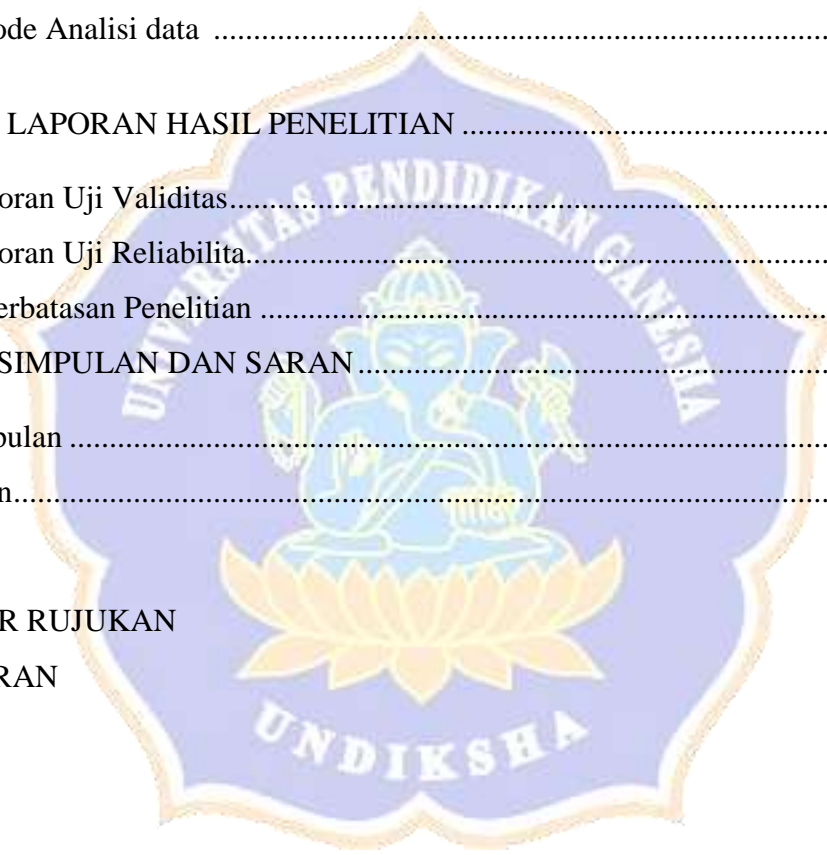 ode Analisi data ........................................................................................
LAPORAN HASIL PENELITIAN ....................................................
oran Uji Validitas..................................................................................
oran Uji Reliabilita................................................................................
erbatasan Penelitian ..............................................................................
SIMPULAN DAN SARAN.................................................................
pulan .......................................................................................................
n................................................................................................................
R RUJUKAN
RAN
UNIVERSITAS PENDIDIKAN GANESHA
UNDIKSHA